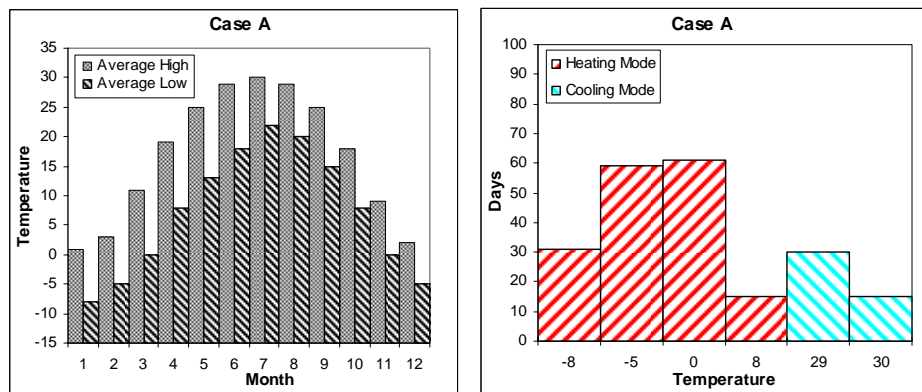 Case A
35
30
25
20
15
10
5
0
-5
-10
-15
Temperature
Average High
Average Low
1 2 3 4 5 6 7 8 9 10 11 12
Month
Case A
100
90
80
70
60
50
40
30
20
10
0
Days
Heating Mode
Cooling Mode
-8 -5 0 8 29 30
Temperature